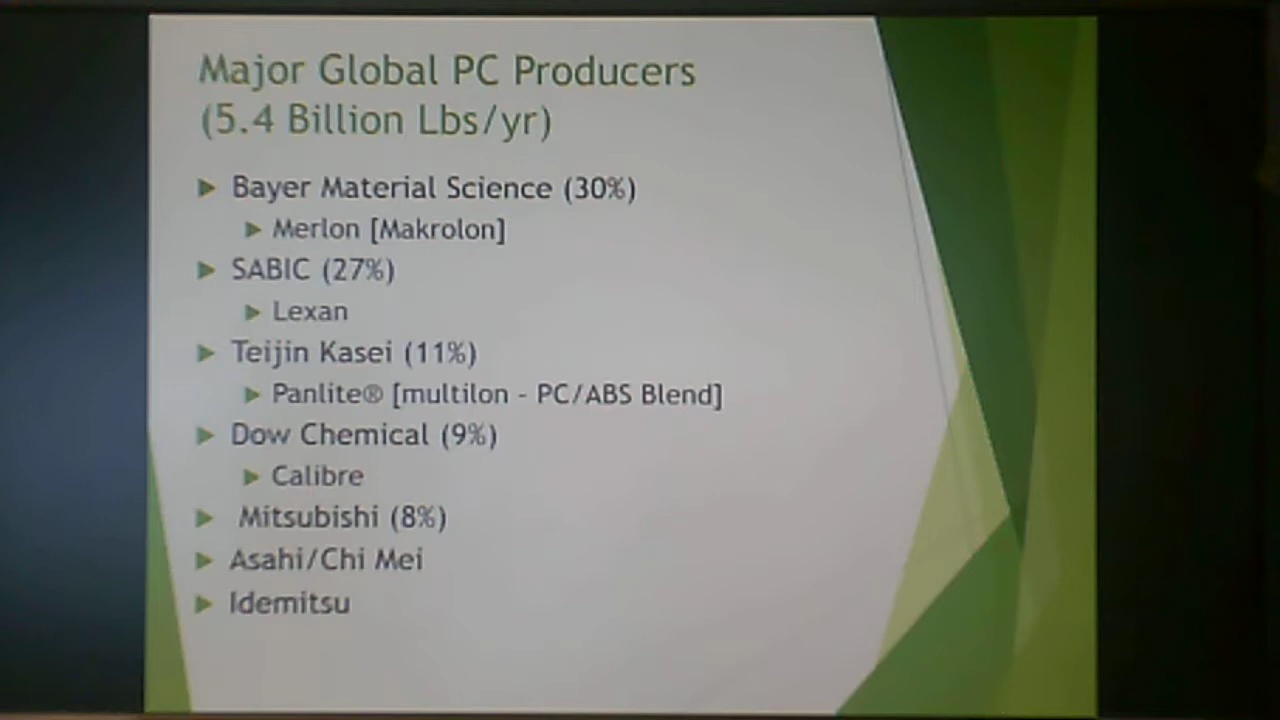 Major Global PC Producers
(5.4 Billion Lbs/yr)
Bayer Material Science (30%)
Merlon [Makrolon]
SABIC (27%)
Lexan
Teijin Kasei (11%)
Panlite® [multilon - PC/ABS Blend]
Dow Chemical (9%)
Calibre
Mitsubishi (8%)
Asahi/Chi Mei
Idemitsu